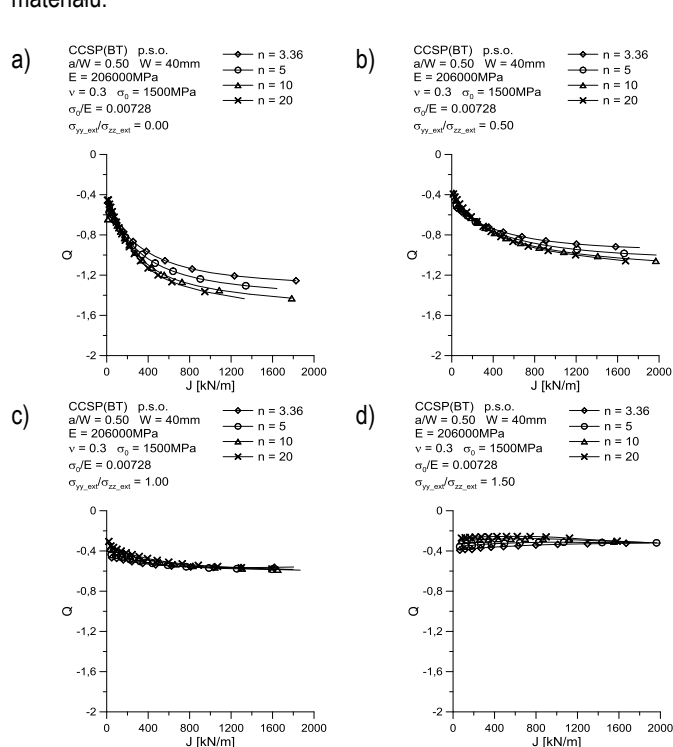 materiału.
a)
CCSP(BT) p.s.o.
a/W = 0.50 W = 40mm
E = 206000MPa
ν = 0.3 σ₀ = 1500MPa
σ₀/E = 0.00728
σyy_ext/σzz_ext = 0.00
n = 3.36
n = 5
n = 10
n = 20
0
-0,4
-0,8
-1,2
-1,6
-2
Q
0 400 800 1200 1600 2000
J [kN/m]
b)
CCSP(BT) p.s.o.
a/W = 0.50 W = 40mm
E = 206000MPa
ν = 0.3 σ₀ = 1500MPa
σ₀/E = 0.00728
σyy_ext/σzz_ext = 0.50
n = 3.36
n = 5
n = 10
n = 20
0
-0,4
-0,8
-1,2
-1,6
-2
Q
0 400 800 1200 1600 2000
J [kN/m]
c)
CCSP(BT) p.s.o.
a/W = 0.50 W = 40mm
E = 206000MPa
ν = 0.3 σ₀ = 1500MPa
σ₀/E = 0.00728
σyy_ext/σzz_ext = 1.00
n = 3.36
n = 5
n = 10
n = 20
0
-0,4
-0,8
-1,2
-1,6
-2
Q
0 400 800 1200 1600 2000
J [kN/m]
d)
CCSP(BT) p.s.o.
a/W = 0.50 W = 40mm
E = 206000MPa
ν = 0.3 σ₀ = 1500MPa
σ₀/E = 0.00728
σyy_ext/σzz_ext = 1.50
n = 3.36
n = 5
n = 10
n = 20
0
-0,4
-0,8
-1,2
-1,6
-2
Q
0 400 800 1200 1600 2000
J [kN/m]